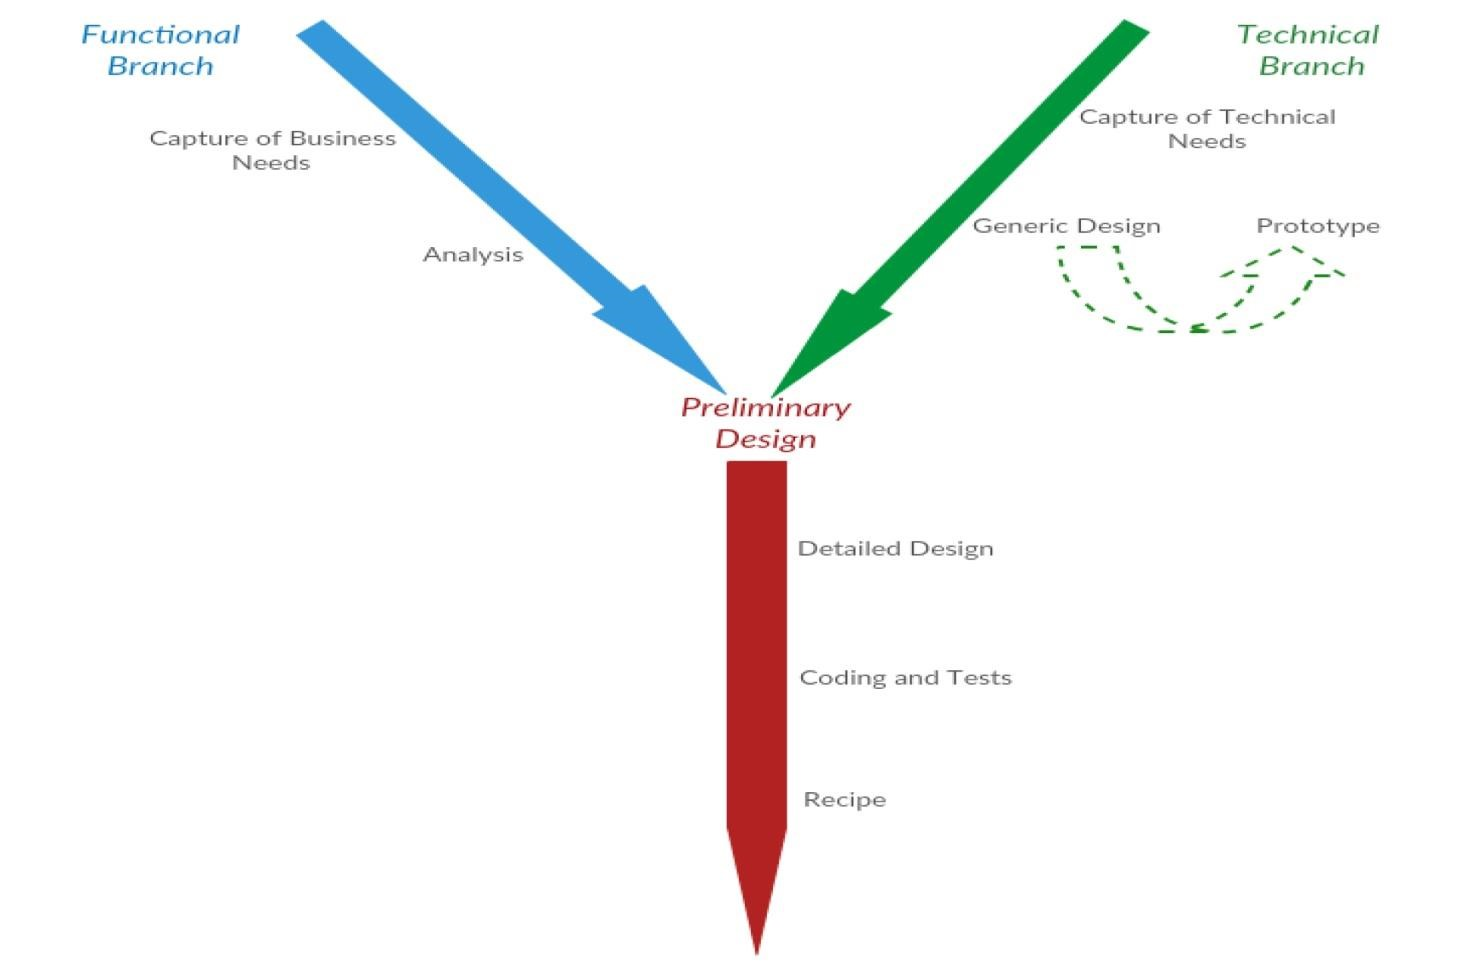 Functional
Branch
Technical
Branch
Capture of Business
Needs
Capture of Technical
Needs
Analysis
Generic Design
Prototype
Preliminary
Design
Detailed Design
Coding and Tests
Recipe